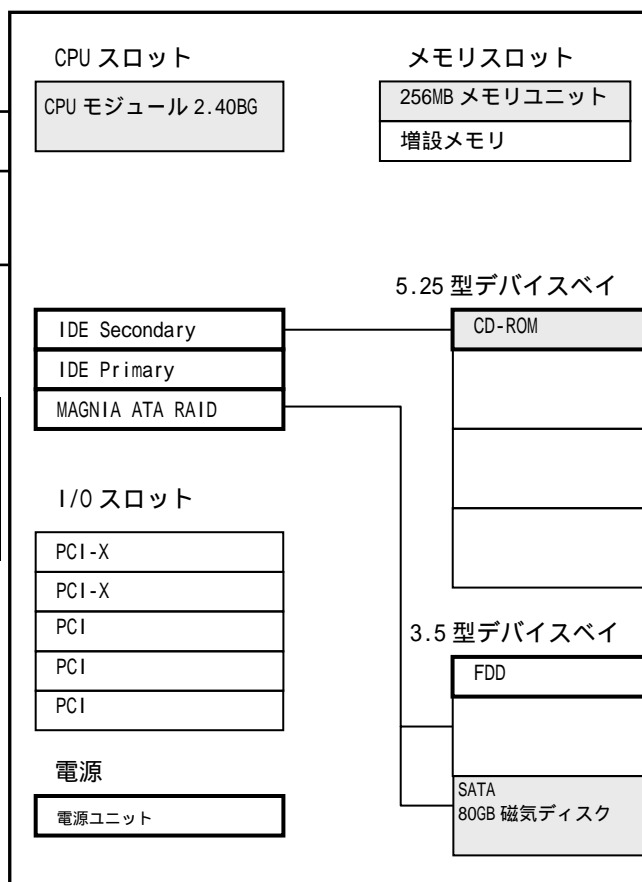 CPU スロット
CPU モジュール 2.40BG
メモリスロット
256MB メモリユニット
増設メモリ
5.25 型デバイスベイ
IDE Secondary
CD-ROM
IDE Primary
MAGNIA ATA RAID
I/O スロット
PCI-X
PCI-X
PCI
PCI
PCI
3.5 型デバイスベイ
FDD
SATA
80GB 磁気ディスク
電源
電源ユニット